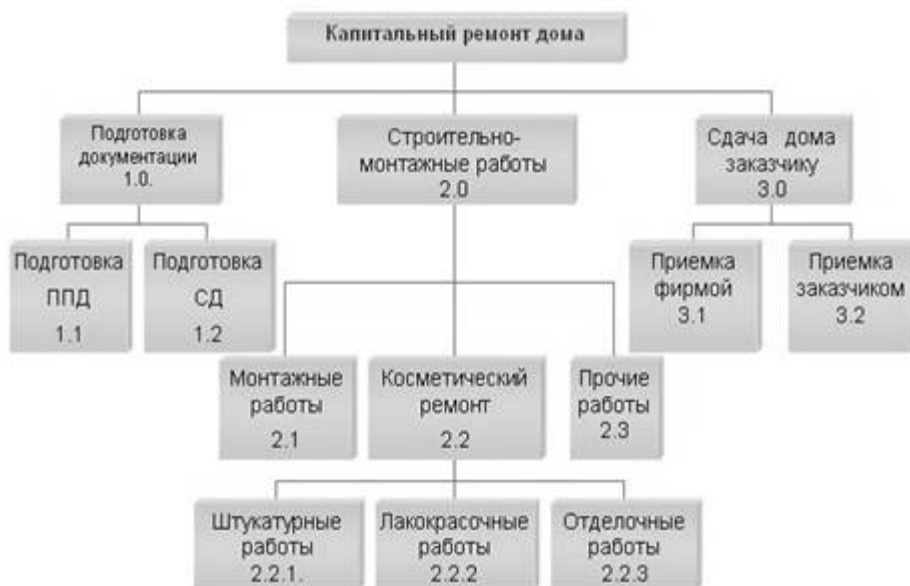 Капитальный ремонт дома
Подготовка
документации
1.0.
Строительно-
монтажные работы
2.0
Сдача дома
заказчику
3.0
Подготовка
ППД
1.1
Подготовка
СД
1.2
Приемка
фирмой
3.1
Приемка
заказчиком
3.2
Монтажные
работы
2.1
Косметический
ремонт
2.2
Прочие
работы
2.3
Штукатурные
работы
2.2.1.
Лакокрасочные
работы
2.2.2
Отделочные
работы
2.2.3